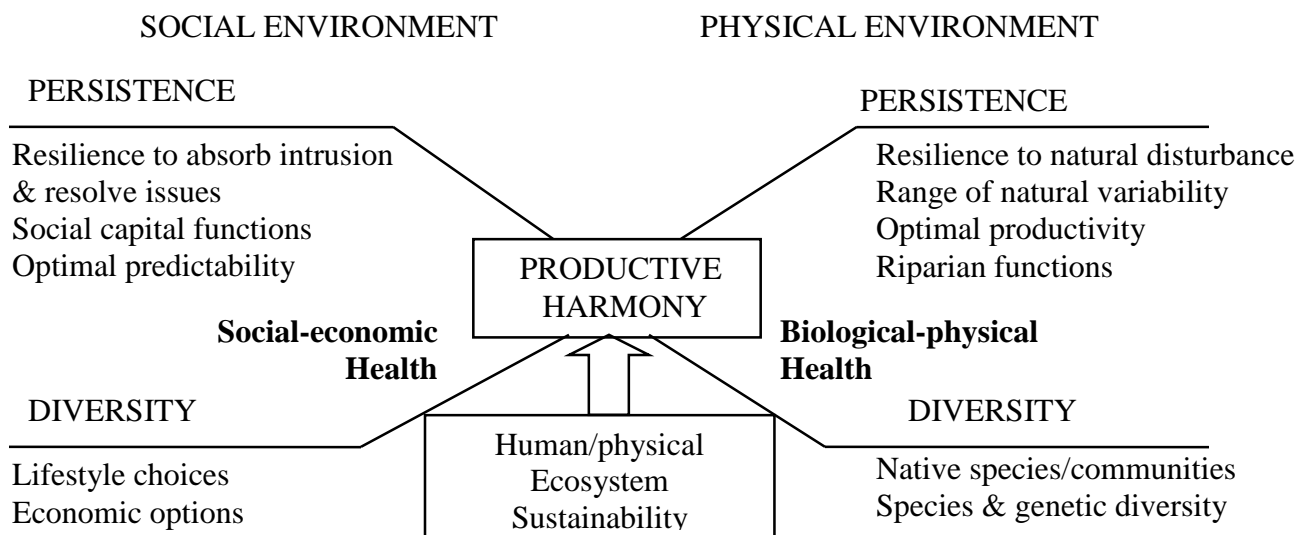 SOCIAL ENVIRONMENT
PHYSICAL ENVIRONMENT
PERSISTENCE
Resilience to absorb intrusion
& resolve issues
Social capital functions
Optimal predictability
PERSISTENCE
Resilience to natural disturbance
Range of natural variability
Optimal productivity
Riparian functions
PRODUCTIVE
HARMONY
Social-economic
Health
Biological-physical
Health
DIVERSITY
Lifestyle choices
Economic options
Human/physical
Ecosystem
Sustainability
DIVERSITY
Native species/communities
Species & genetic diversity